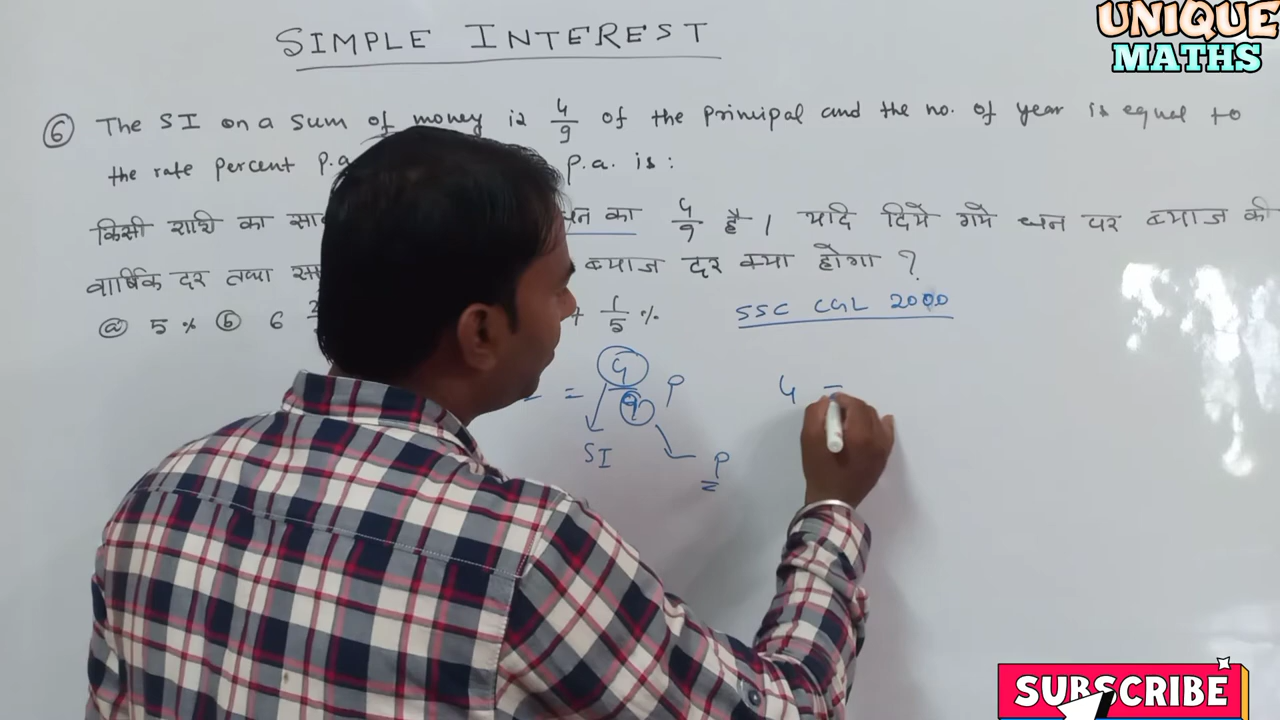 UNIQUE
MATHS
SIMPLE INTEREST
⑥ The SI on a sum of money is 4/9 of the principal and the no. of year is equal to
the rate percent p.a p.a. is :
किसी राशि का का 4/9 है / यदि दिये गये धन पर ब्याज की
वार्षिक दर तथा ब्याज दर क्या होगा ?
ⓐ 5 % ⓑ 6 1/5 %
SSC CGL 2000
= 4/9 P
4 =
SI
P
SUBSCRIBE